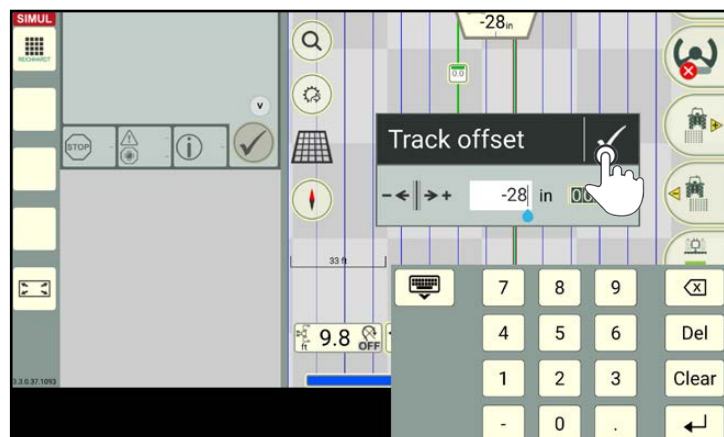 SIMUL
REICHHARDT
-28in
0.0
v
STOP
Track offset
-28 in
33 ft
7 8 9
4 5 6 Del
1 2 3 Clear
- 0 .
9.8 OFF
ft
3.3.0.37.1093